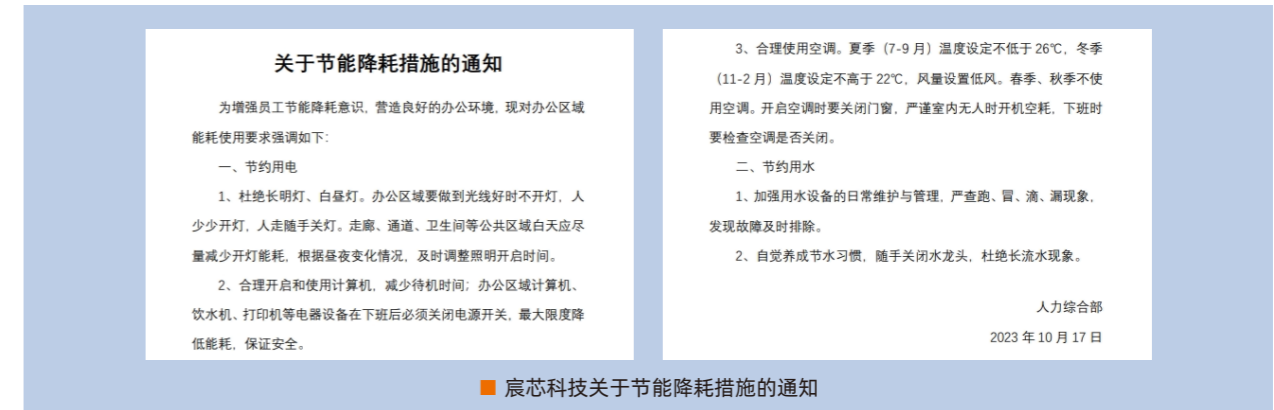 关于节能降耗措施的通知
为增强员工节能降耗意识，营造良好的办公环境，现对办公区域
能耗使用要求强调如下：
一、节约用电
1、杜绝长明灯、白昼灯。办公区域要做到光线好时不开灯，人
少少开灯，人走随手关灯。走廊、通道、卫生间等公共区域白天应尽
量减少开灯能耗，根据昼夜变化情况，及时调整照明开启时间。
2、合理开启和使用计算机，减少待机时间；办公区域计算机、
饮水机、打印机等电器设备在下班后必须关闭电源开关，最大限度降
低能耗，保证安全。
3、合理使用空调。夏季（7-9 月）温度设定不低于 26℃，冬季
（11-2 月）温度设定不高于 22℃，风量设置低风。春季、秋季不使
用空调。开启空调时要关闭门窗，严谨室内无人时开机空耗，下班时
要检查空调是否关闭。
二、节约用水
1、加强用水设备的日常维护与管理，严查跑、冒、滴、漏现象，
发现故障及时排除。
2、自觉养成节水习惯，随手关闭水龙头，杜绝长流水现象。
人力综合部
2023 年 10 月 17 日
宸芯科技关于节能降耗措施的通知